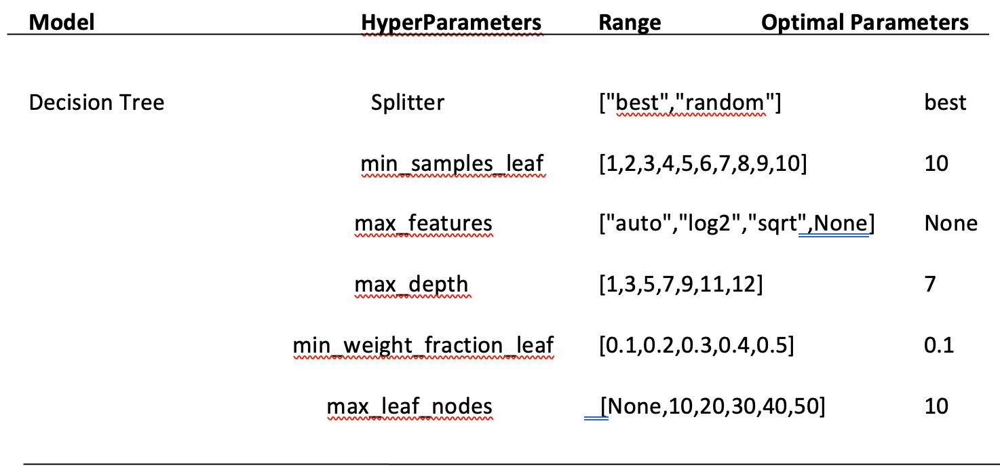 Model HyperParameters Range Optimal Parameters
Decision Tree Splitter ["best","random"] best
min_samples_leaf [1,2,3,4,5,6,7,8,9,10] 10
max_features ["auto","log2","sqrt",None] None
max_depth [1,3,5,7,9,11,12] 7
min_weight_fraction_leaf [0.1,0.2,0.3,0.4,0.5] 0.1
max_leaf_nodes [None,10,20,30,40,50] 10